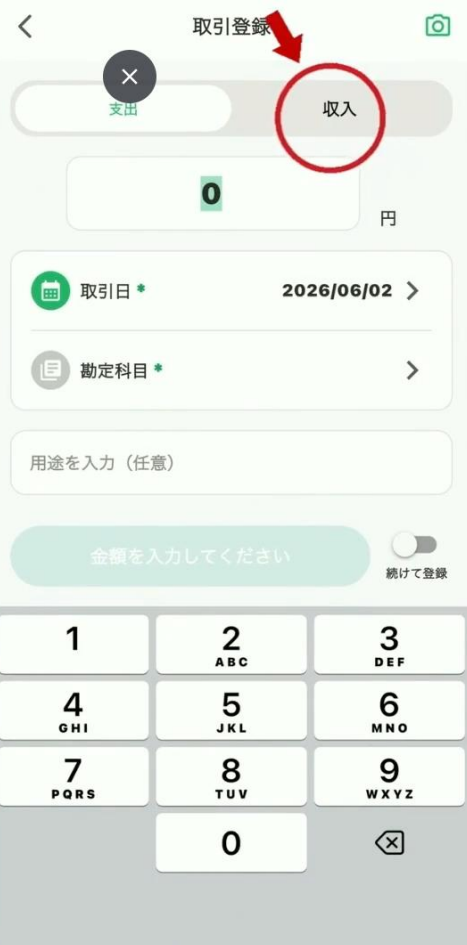 取引登録
支出
収入
0
円
取引日 *
2026/06/02
勘定科目 *
用途を入力（任意）
金額を入力してください
続けて登録
1
2
ABC
3
DEF
4
GHI
5
JKL
6
MNO
7
PQRS
8
TUV
9
WXYZ
0